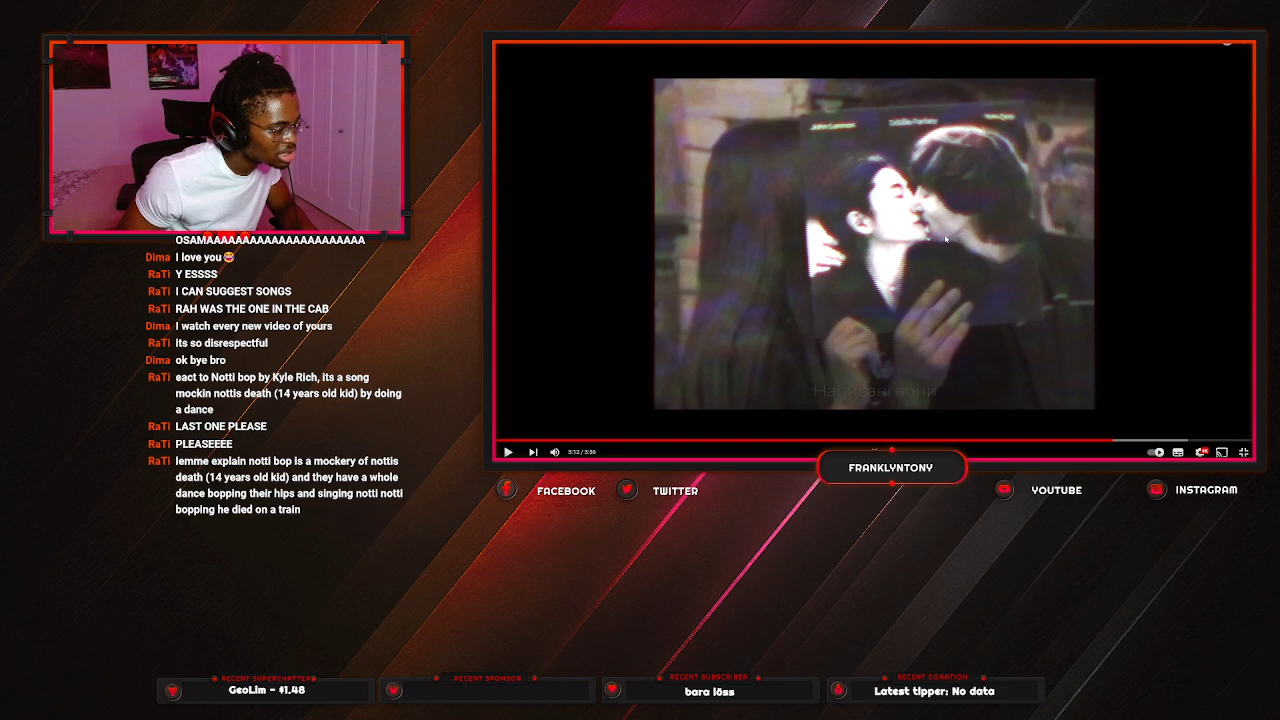 OSAMAAAAAAAAAAAAAAAAAAAAAA
Dima I love you
RaTi Y ESSSS
RaTi I CAN SUGGEST SONGS
RaTi RAH WAS THE ONE IN THE CAB
Dima I watch every new video of yours
RaTi its so disrespectful
Dima ok bye bro
RaTi eact to Notti bop by Kyle Rich, its a song
mockin nottis death (14 years old kid) by doing
a dance
RaTi LAST ONE PLEASE
RaTi PLEASEEEE
RaTi lemme explain notti bop is a mockery of nottis
death (14 years old kid) and they have a whole
dance bopping their hips and singing notti notti
bopping he died on a train
John Lennon
Написані вони
3:12 / 3:56
FRANKLYNTONY
FACEBOOK
TWITTER
YOUTUBE
INSTAGRAM
RECENT SUPERCHATTER
GeoLim - $1.48
RECENT SPONSOR
RECENT SUBSCRIBER
bara löss
RECENT DONATION
Latest tipper: No data